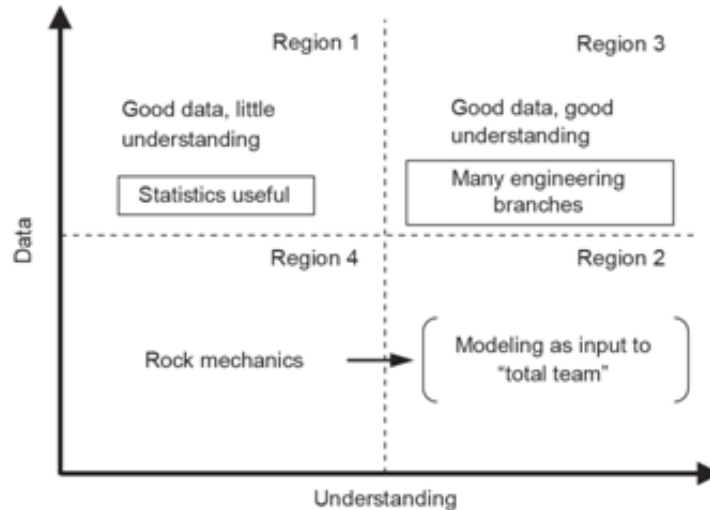 Region 1
Region 3
Good data, little
understanding
Good data, good
understanding
Statistics useful
Many engineering
branches
Data
Region 4
Region 2
Rock mechanics
Modeling as input to
“total team”
Understanding